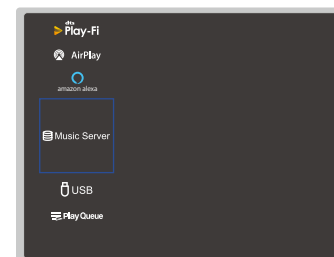 dts
Play-Fi
AirPlay
amazon alexa
Music Server
USB
Play Queue